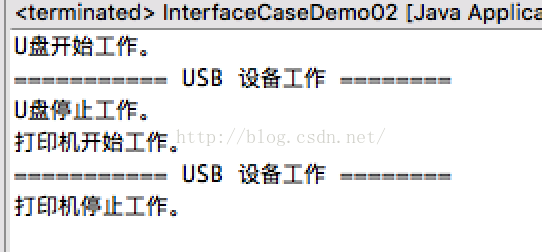 <terminated> InterfaceCaseDemo02 [Java Applica
U盘开始工作。
=========== USB 设备工作 ========
U盘停止工作。
打印机开始工作。
http://blog.csdn.net/
=========== USB 设备工作 ========
打印机停止工作。